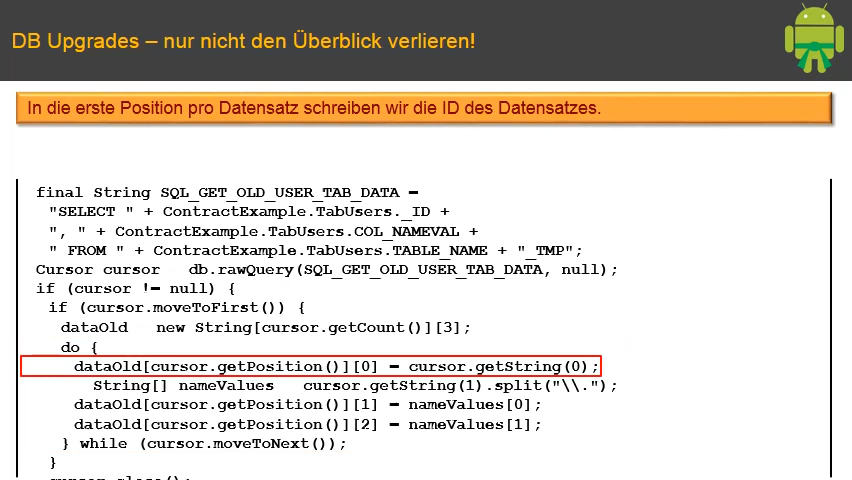 DB Upgrades – nur nicht den Überblick verlieren!
In die erste Position pro Datensatz schreiben wir die ID des Datensatzes.
final String SQL_GET_OLD_USER_TAB_DATA =
"SELECT " + ContractExample.TabUsers._ID +
", " + ContractExample.TabUsers.COL_NAMEVAL +
" FROM " + ContractExample.TabUsers.TABLE_NAME + "_TMP";
Cursor cursor db.rawQuery(SQL_GET_OLD_USER_TAB_DATA, null);
if (cursor != null) {
if (cursor.moveToFirst()) {
dataOld new String[cursor.getCount()][3];
do {
dataOld[cursor.getPosition()][0] = cursor.getString(0);
String[] nameValues cursor.getString(1).split("\\.");
dataOld[cursor.getPosition()][1] = nameValues[0];
dataOld[cursor.getPosition()][2] = nameValues[1];
} while (cursor.moveToNext());
}